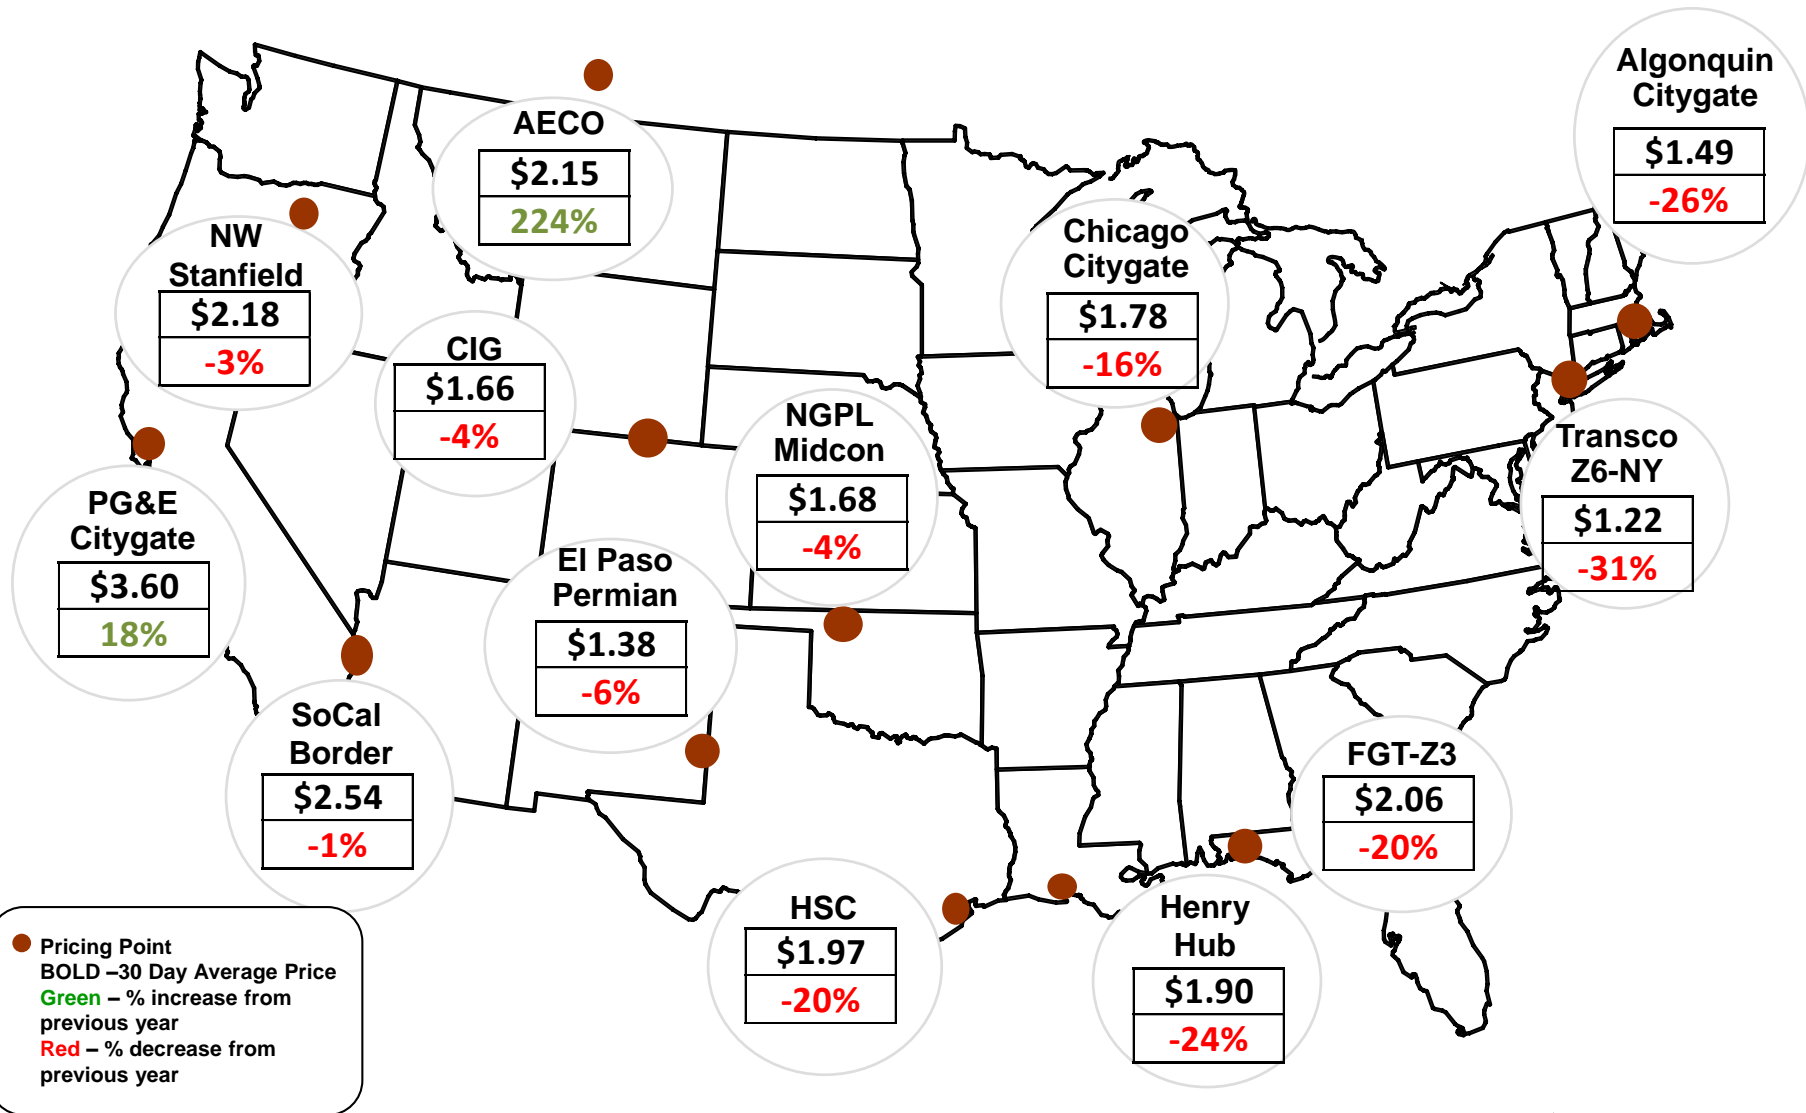 Algonquin
Citygate
$1.49
-26%
AECO
$2.15
224%
NW
Stanfield
$2.18
-3%
Chicago
Citygate
$1.78
-16%
CIG
$1.66
-4%
NGPL
Midcon
$1.68
-4%
Transco
Z6-NY
$1.22
-31%
PG&E
Citygate
$3.60
18%
El Paso
Permian
$1.38
-6%
SoCal
Border
$2.54
-1%
FGT-Z3
$2.06
-20%
HSC
$1.97
-20%
Henry
Hub
$1.90
-24%
Pricing Point
BOLD –30 Day Average Price
Green – % increase from
previous year
Red – % decrease from
previous year